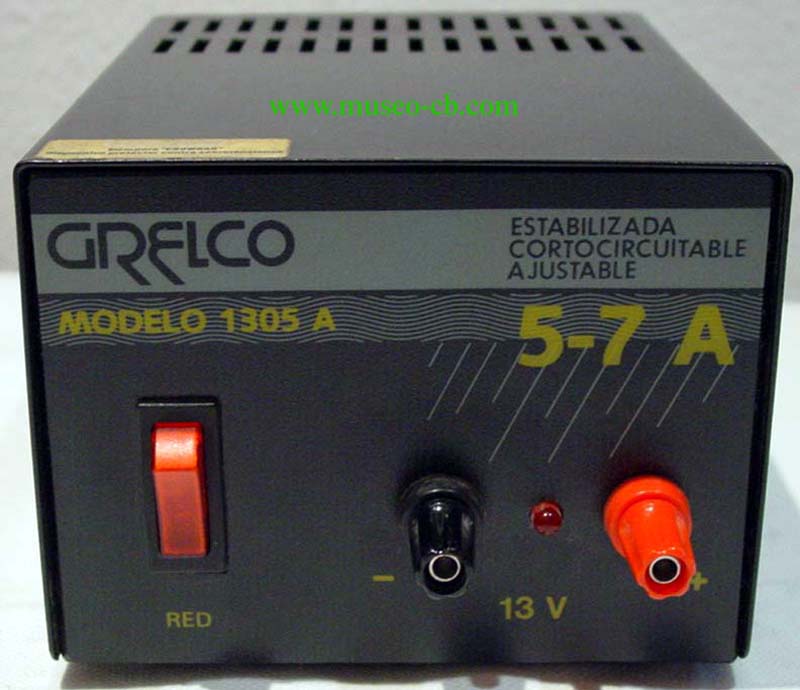 www.museo-cb.com
GRELCO
ESTABILIZADA
CORTOCIRCUITABLE
AJUSTABLE
MODELO 1305 A
5-7 A
- +
RED
13 V